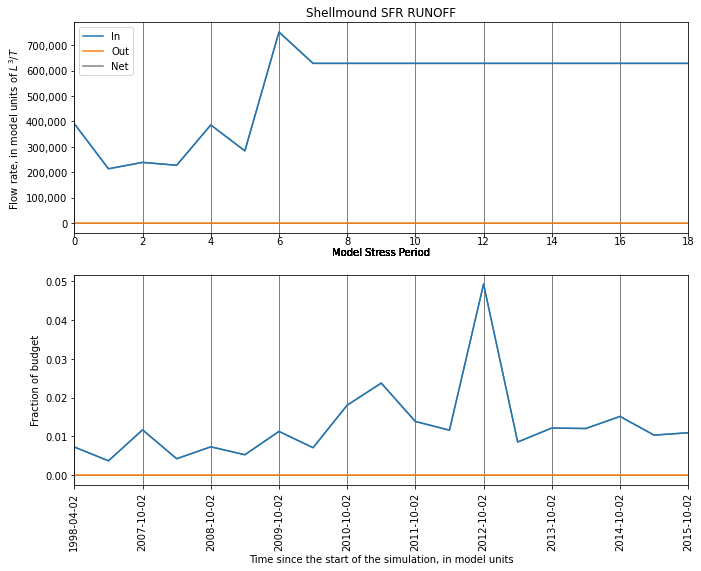 Shellmound SFR RUNOFF
Flow rate, in model units of $L^3/T$
700,000
600,000
500,000
400,000
300,000
200,000
100,000
0
In
Out
Net
0 2 4 6 8 10 12 14 16 18
Model Stress Period
Fraction of budget
0.05
0.04
0.03
0.02
0.01
0.00
1998-04-02
2007-10-02
2008-10-02
2009-10-02
2010-10-02
2011-10-02
2012-10-02
2013-10-02
2014-10-02
2015-10-02
Time since the start of the simulation, in model units